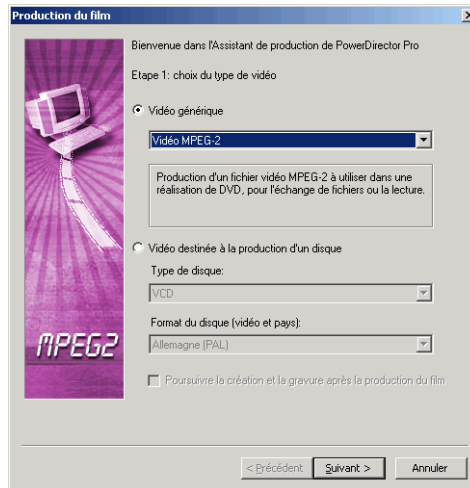 Production du film
Bienvenue dans l'Assistant de production de PowerDirector Pro
Etape 1: choix du type de vidéo
Vidéo générique
Vidéo MPEG-2
Production d'un fichier vidéo MPEG-2 à utiliser dans une
réalisation de DVD, pour l'échange de fichiers ou la lecture.
Vidéo destinée à la production d'un disque
Type de disque:
VCD
Format du disque (vidéo et pays):
Allemagne (PAL)
MPEG2
Poursuivre la création et la gravure après la production du film
< Précédent
Suivant >
Annuler